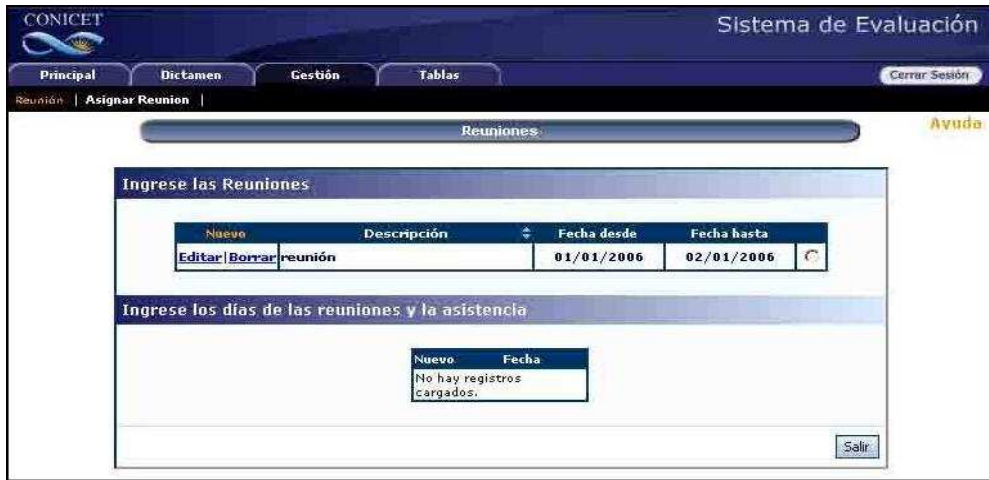 CONICET
Sistema de Evaluación
Principal Dictamen Gestión Tablas Cerrar Sesión
Reunión | Asignar Reunion |
Reuniones Ayuda
Ingrese las Reuniones
Nuevo Descripción Fecha desde Fecha hasta
Editar|Borrar reunión 01/01/2006 02/01/2006
Ingrese los días de las reuniones y la asistencia
Nuevo Fecha
No hay registros
cargados.
Salir